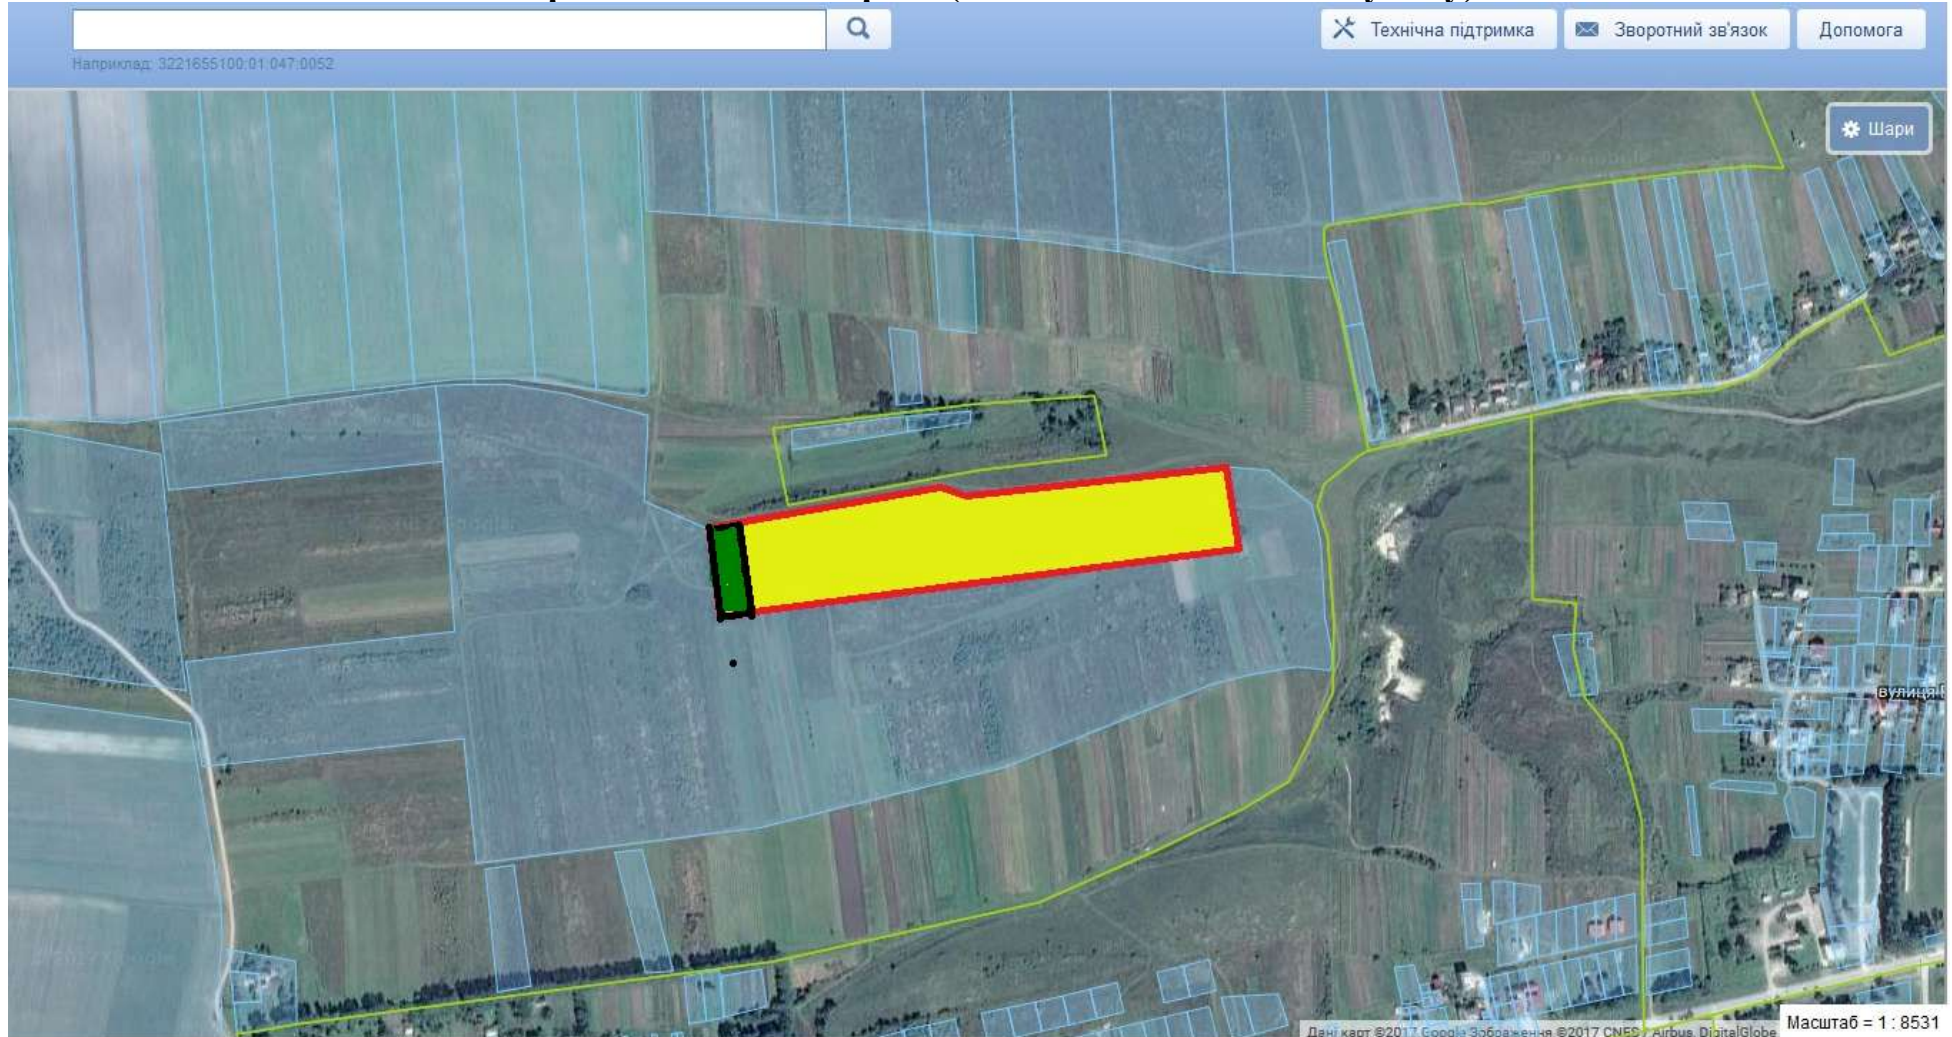 Технічна підтримка
Зворотний зв'язок
Допомога
Наприклад: 3221655100:01:047:0052
Шари
вулиця
Дані карт ©2017 Google Зображення ©2017 CNES / Airbus, DigitalGlobe
Масштаб = 1 : 8531